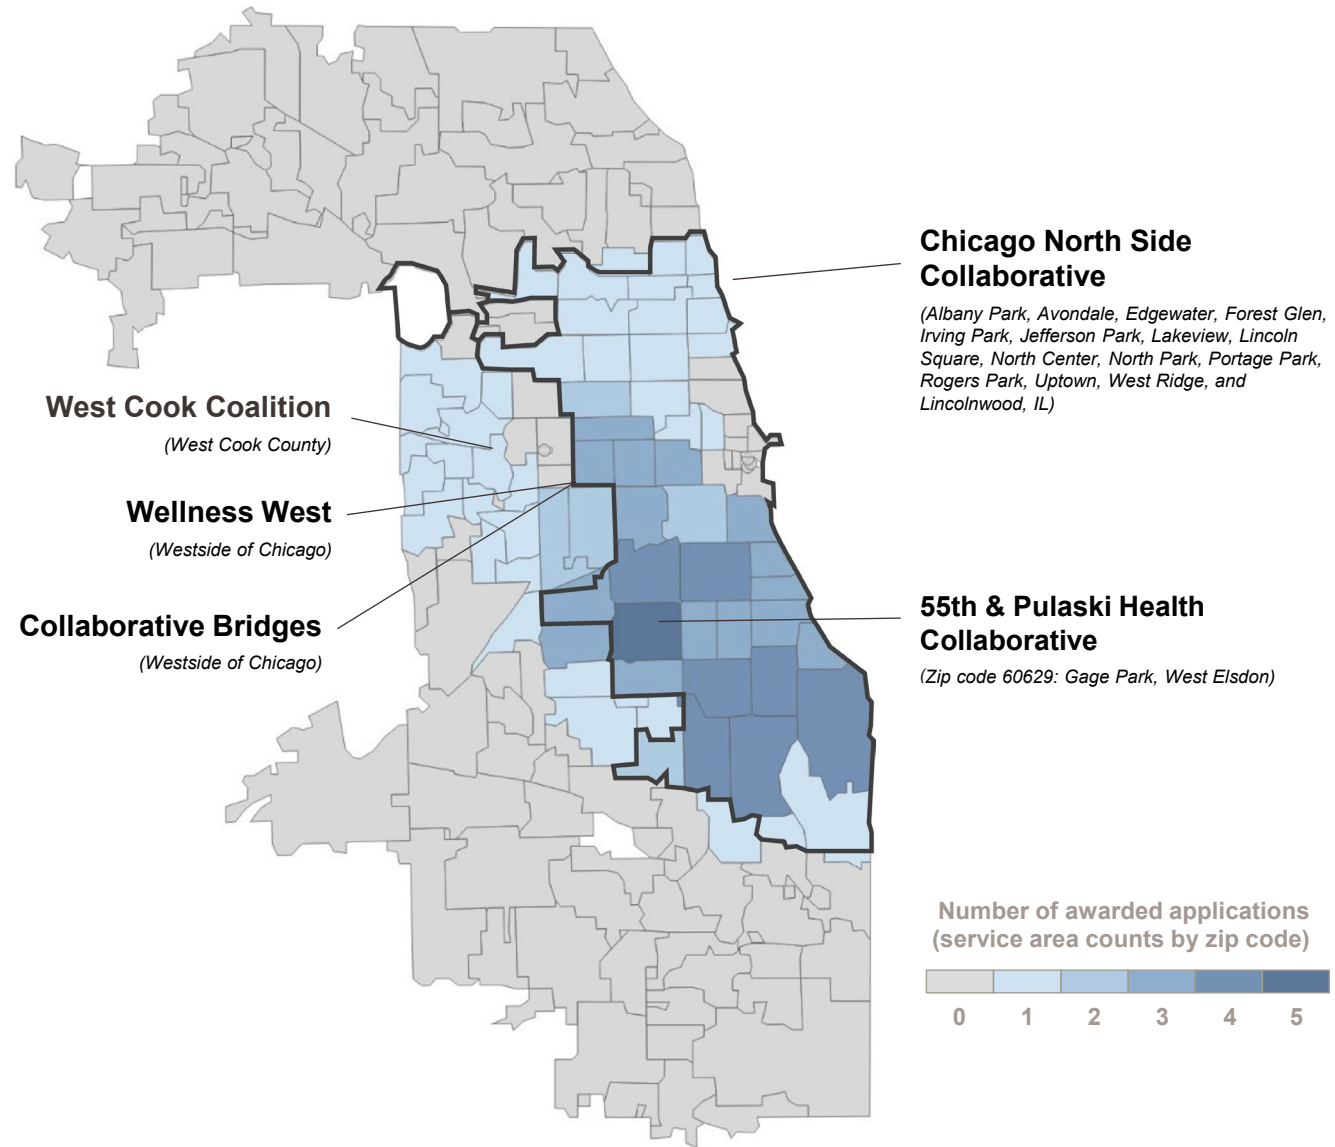 Chicago North Side
Collaborative
(Albany Park, Avondale, Edgewater, Forest Glen,
Irving Park, Jefferson Park, Lakeview, Lincoln
Square, North Center, North Park, Portage Park,
Rogers Park, Uptown, West Ridge, and
Lincolnwood, IL)
West Cook Coalition
(West Cook County)
Wellness West
(Westside of Chicago)
Collaborative Bridges
(Westside of Chicago)
55th & Pulaski Health
Collaborative
(Zip code 60629: Gage Park, West Elsdon)
Number of awarded applications
(service area counts by zip code)
0 1 2 3 4 5